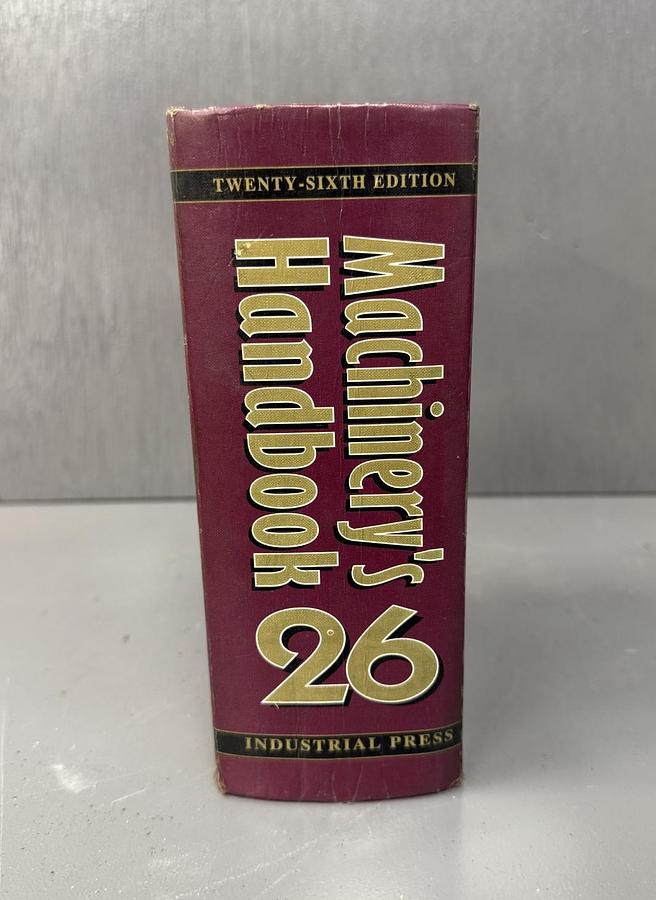 TWENTY-SIXTH EDITION
Machinery's
Handbook
26
INDUSTRIAL PRESS